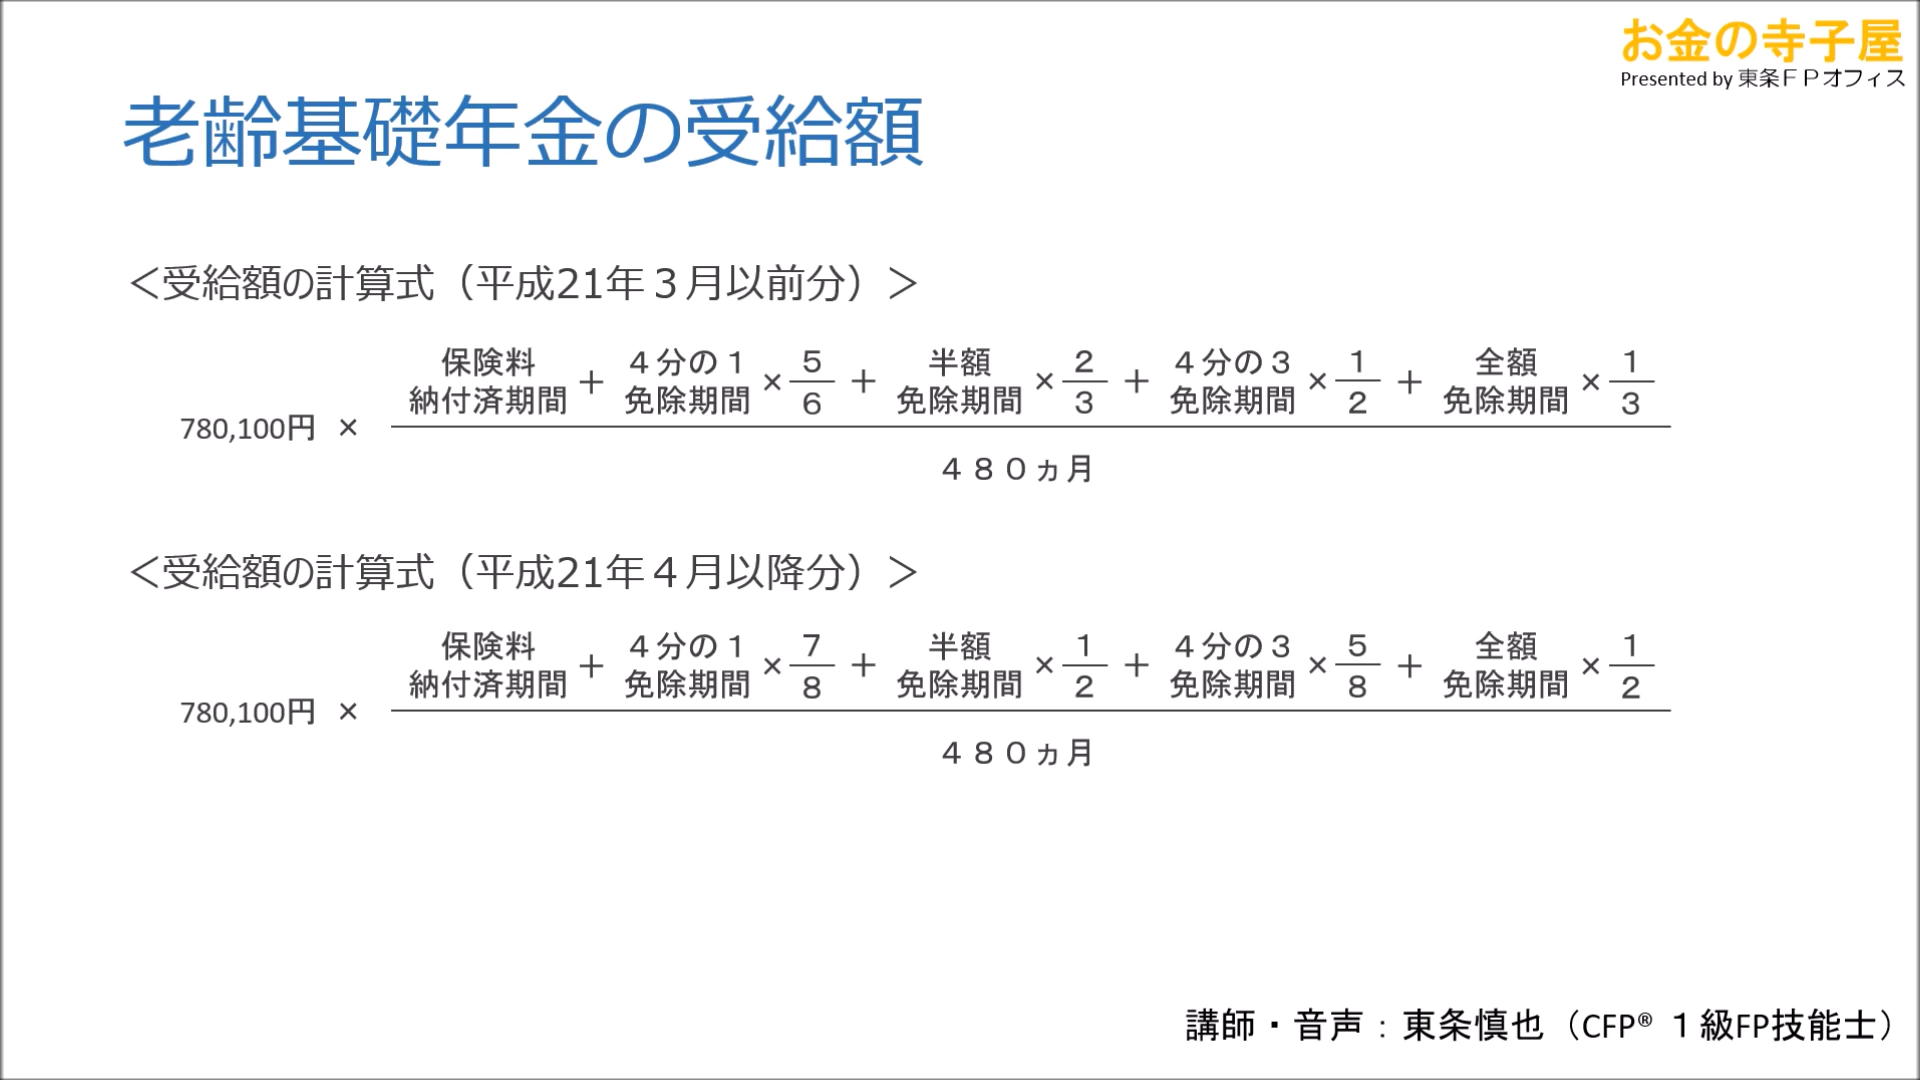 お金の寺子屋
Presented by 東条ＦＰオフィス
老齢基礎年金の受給額
＜受給額の計算式（平成21年３月以前分）＞
780,100円 × 保険料納付済期間 ＋ ４分の１免除期間 × 5/6 ＋ 半額免除期間 × 2/3 ＋ ４分の３免除期間 × 1/2 ＋ 全額免除期間 × 1/3
４８０ヵ月
＜受給額の計算式（平成21年４月以降分）＞
780,100円 × 保険料納付済期間 ＋ ４分の１免除期間 × 7/8 ＋ 半額免除期間 × 1/2 ＋ ４分の３免除期間 × 5/8 ＋ 全額免除期間 × 1/2
４８０ヵ月
講師・音声：東条慎也（CFP® １級FP技能士）